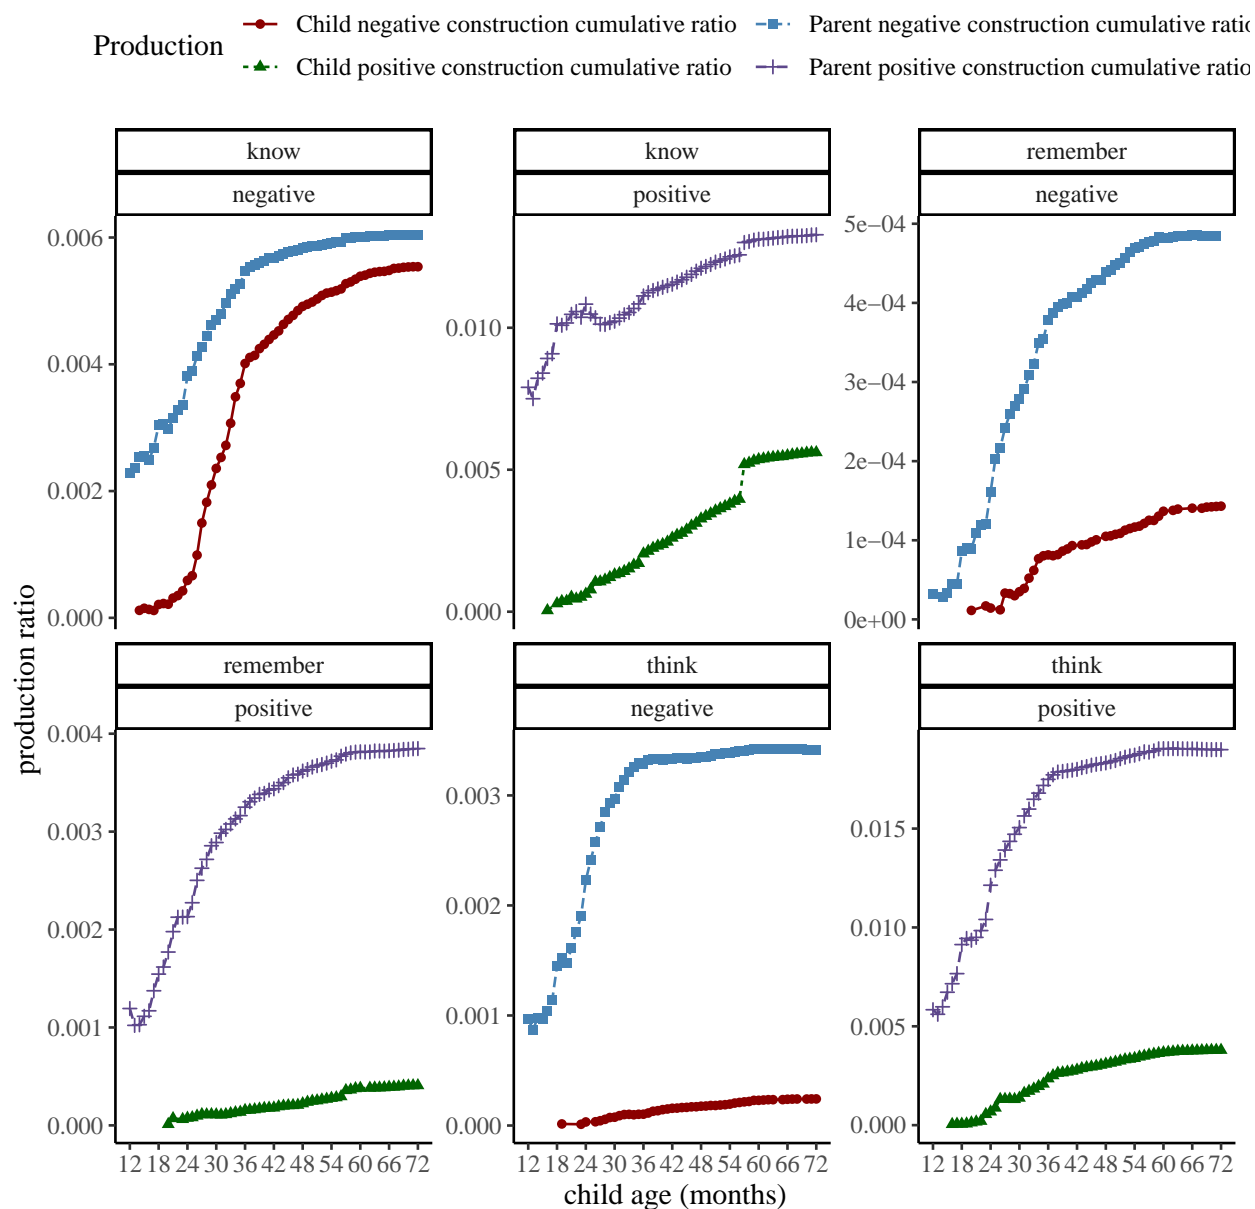 Production
Child negative construction cumulative ratio
Parent negative construction cumulative ratio
Child positive construction cumulative ratio
Parent positive construction cumulative ratio
know
know
remember
negative
positive
negative
0.006
0.004
0.002
0.000
0.010
0.005
0.000
5e−04
4e−04
3e−04
2e−04
1e−04
0e+00
production ratio
remember
think
think
positive
negative
positive
0.004
0.003
0.002
0.001
0.000
0.003
0.002
0.001
0.000
0.015
0.010
0.005
0.000
12 18 24 30 36 42 48 54 60 66 72
12 18 24 30 36 42 48 54 60 66 72
12 18 24 30 36 42 48 54 60 66 72
child age (months)